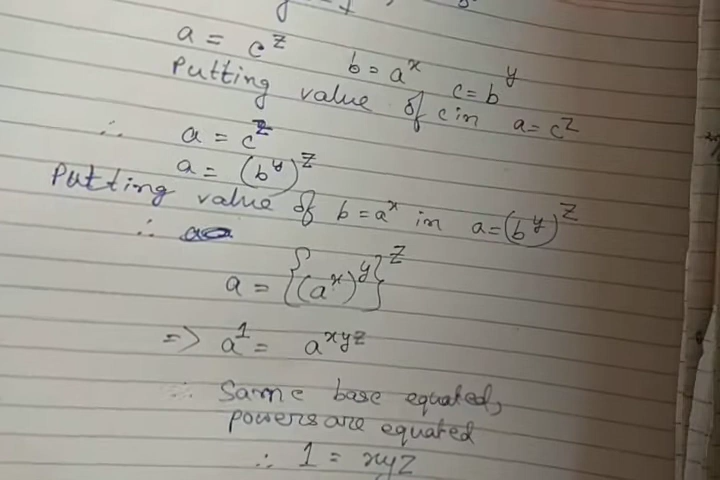 a = c^z    b = a^x    c = b^y
Putting value of c in a = c^z
∴ a = c^z
a = (b^y)^z
Putting value of b = a^x in a = (b^y)^z
∴
a = {(a^x)^y}^z
=> a^1 = a^xyz
∴ Same base equated,
powers are equated
∴ 1 = xyz